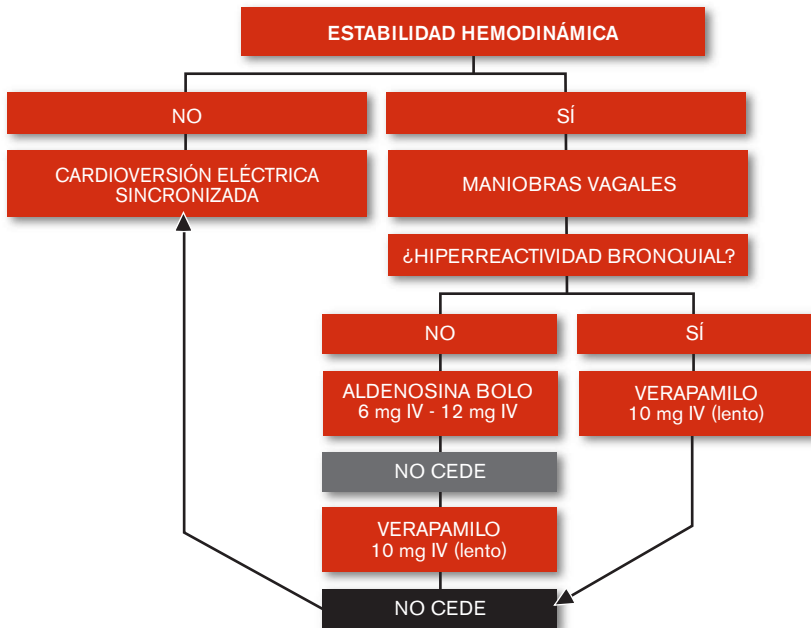 ESTABILIDAD HEMODINÁMICA
NO
SÍ
CARDIOVERSIÓN ELÉCTRICA
SINCRONIZADA
MANIOBRAS VAGALES
¿HIPERREACTIVIDAD BRONQUIAL?
NO
SÍ
ALDENOSINA BOLO
6 mg IV - 12 mg IV
VERAPAMILO
10 mg IV (lento)
NO CEDE
VERAPAMILO
10 mg IV (lento)
NO CEDE